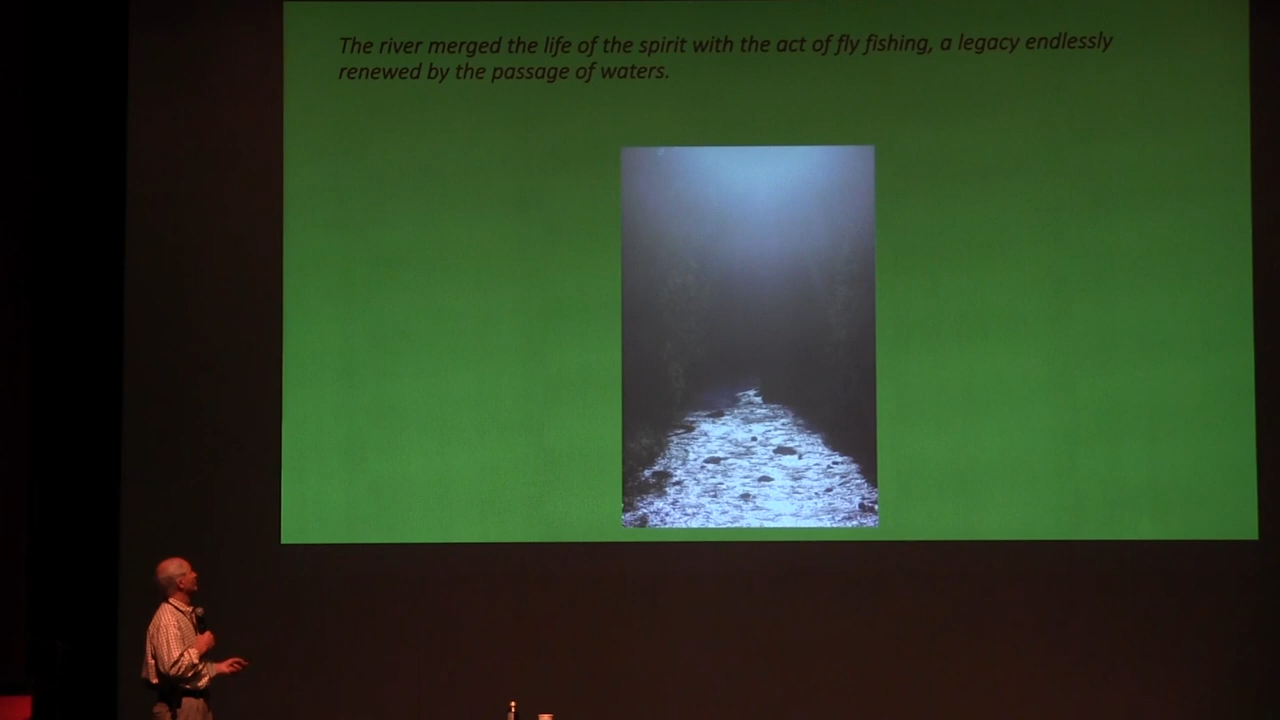 The river merged the life of the spirit with the act of fly fishing, a legacy endlessly
renewed by the passage of waters.